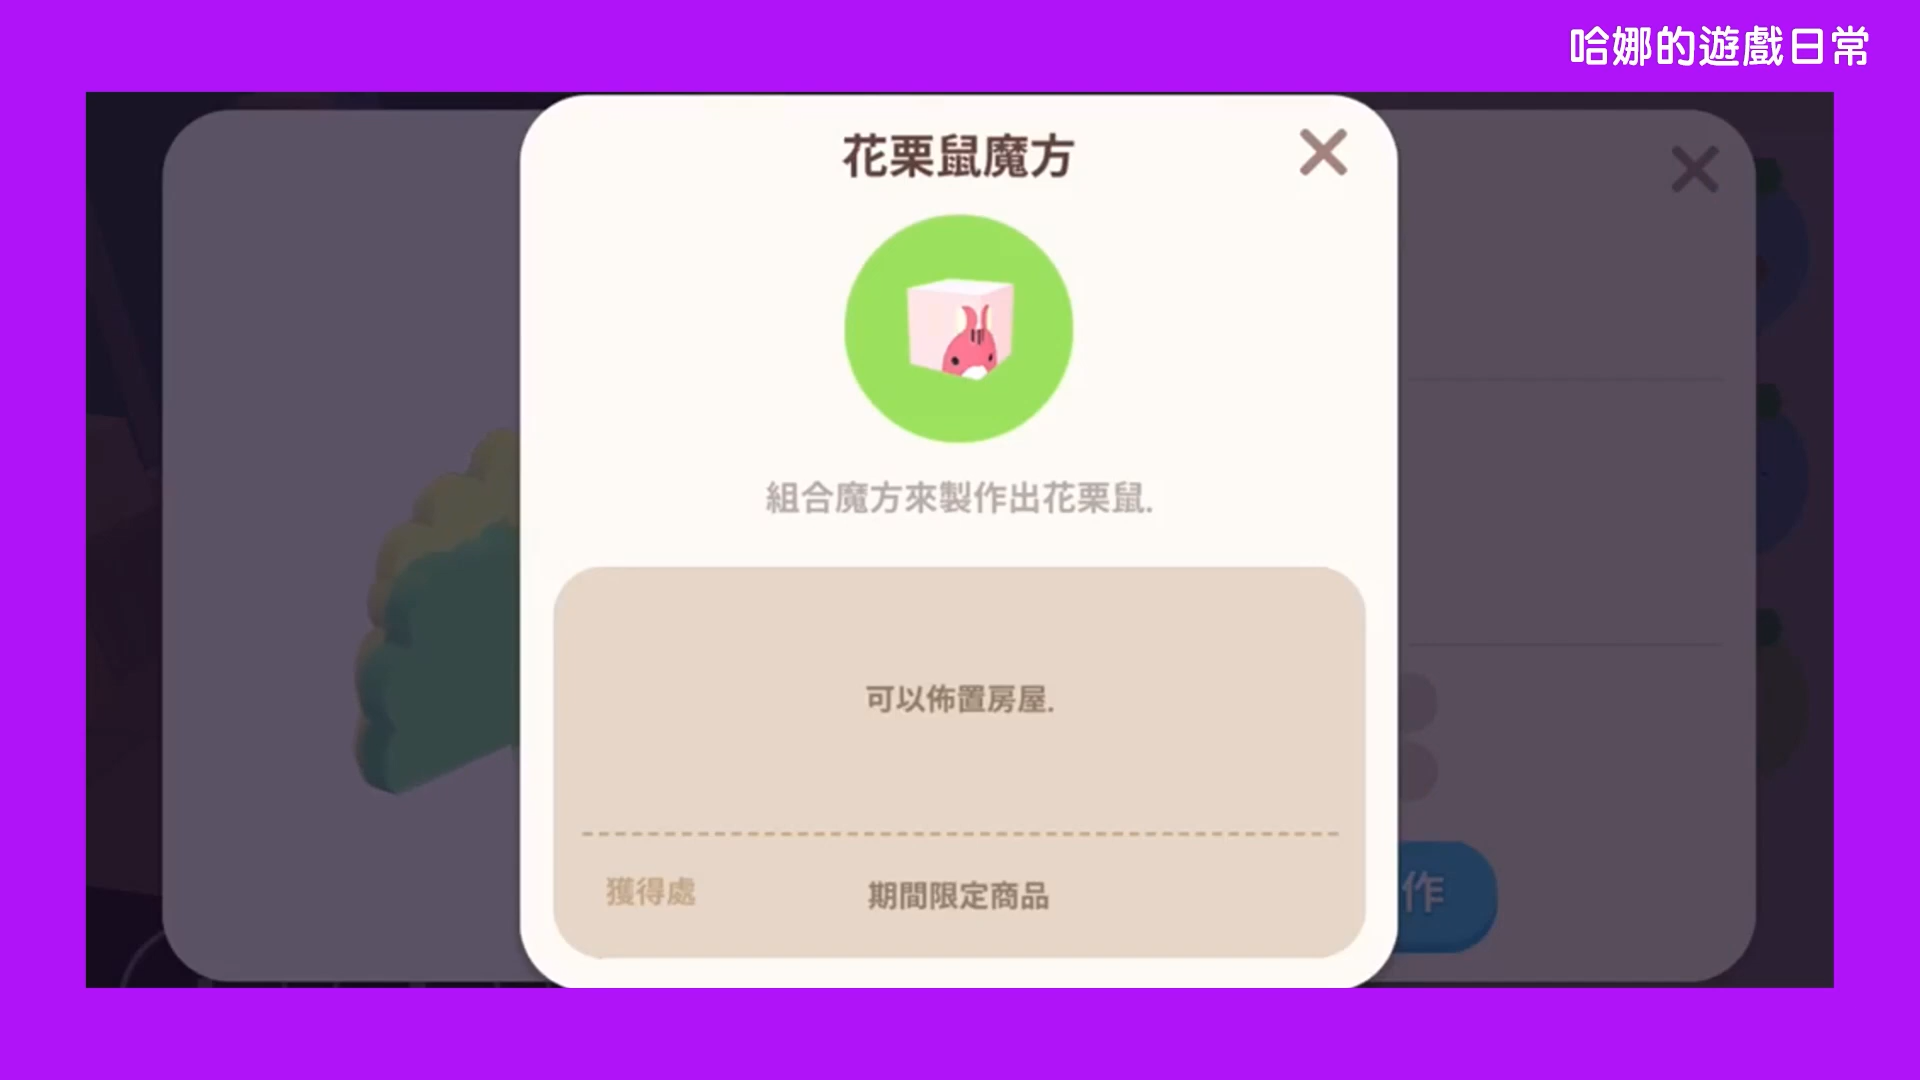 哈娜的遊戲日常
花栗鼠魔方
組合魔方來製作出花栗鼠.
可以佈置房屋.
獲得處 期間限定商品
作